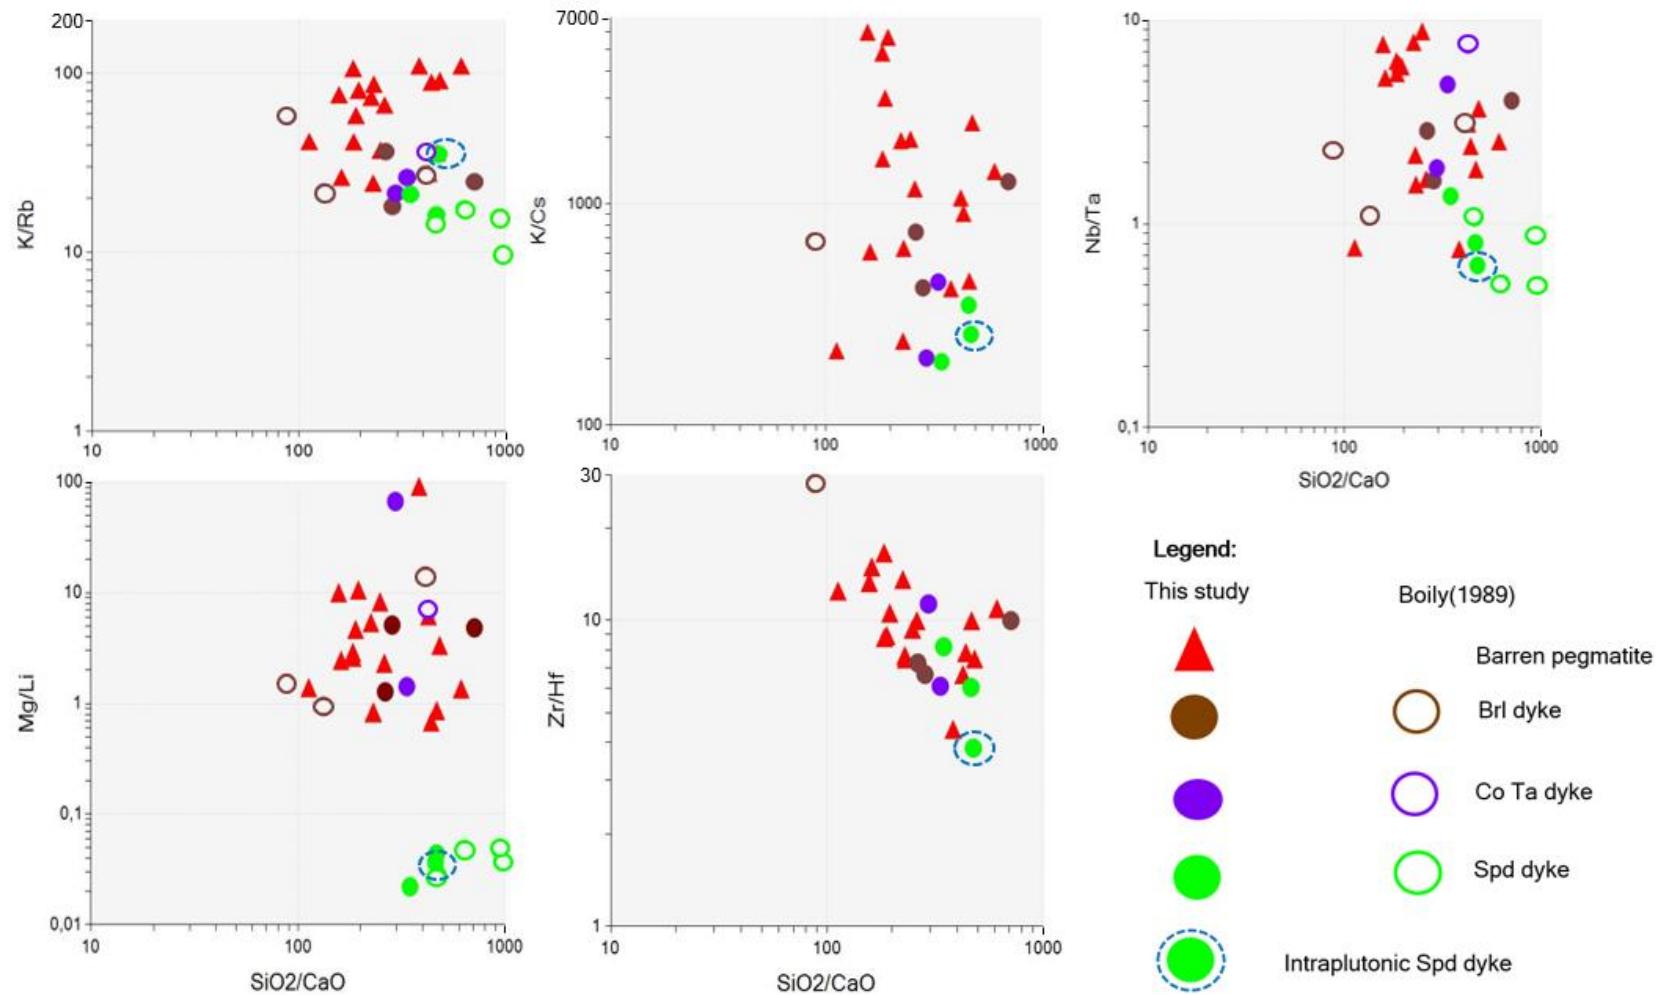 200
100
10
1
K/Rb
10
100
1000
7000
1000
100
K/Cs
10
100
1000
10
1
0,1
Nb/Ta
10
100
1000
SiO2/CaO
100
10
1
0,1
0,01
Mg/Li
10
100
1000
SiO2/CaO
30
10
1
Zr/Hf
10
100
1000
SiO2/CaO
Legend:
This study
Boily(1989)
Barren pegmatite
Brl dyke
Co Ta dyke
Spd dyke
Intraplutonic Spd dyke